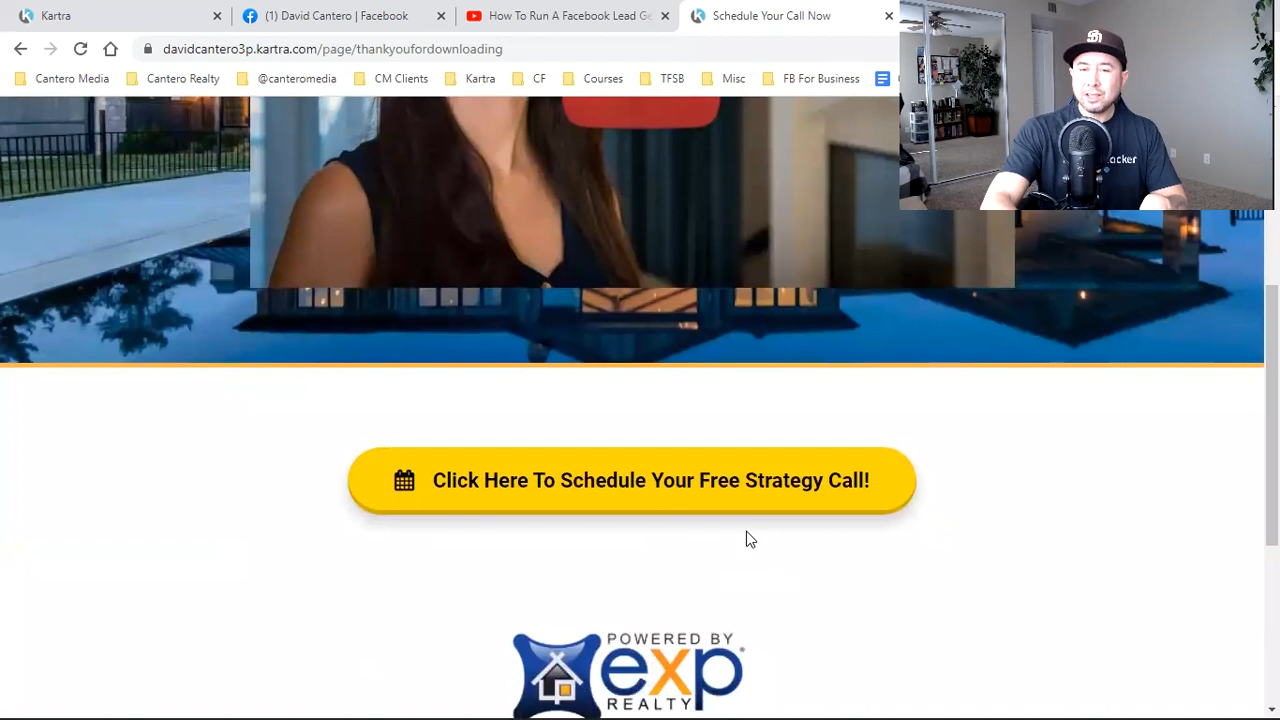 Kartra
(1) David Cantero | Facebook
How To Run A Facebook Lead Ge
Schedule Your Call Now
davidcantero3p.kartra.com/page/thankyoufordownloading
Cantero Media
Cantero Realty
@canteromedia
CR Clients
Kartra
CF
Courses
TFSB
Misc
FB For Business
acker
Click Here To Schedule Your Free Strategy Call!
POWERED BY
exp
REALTY